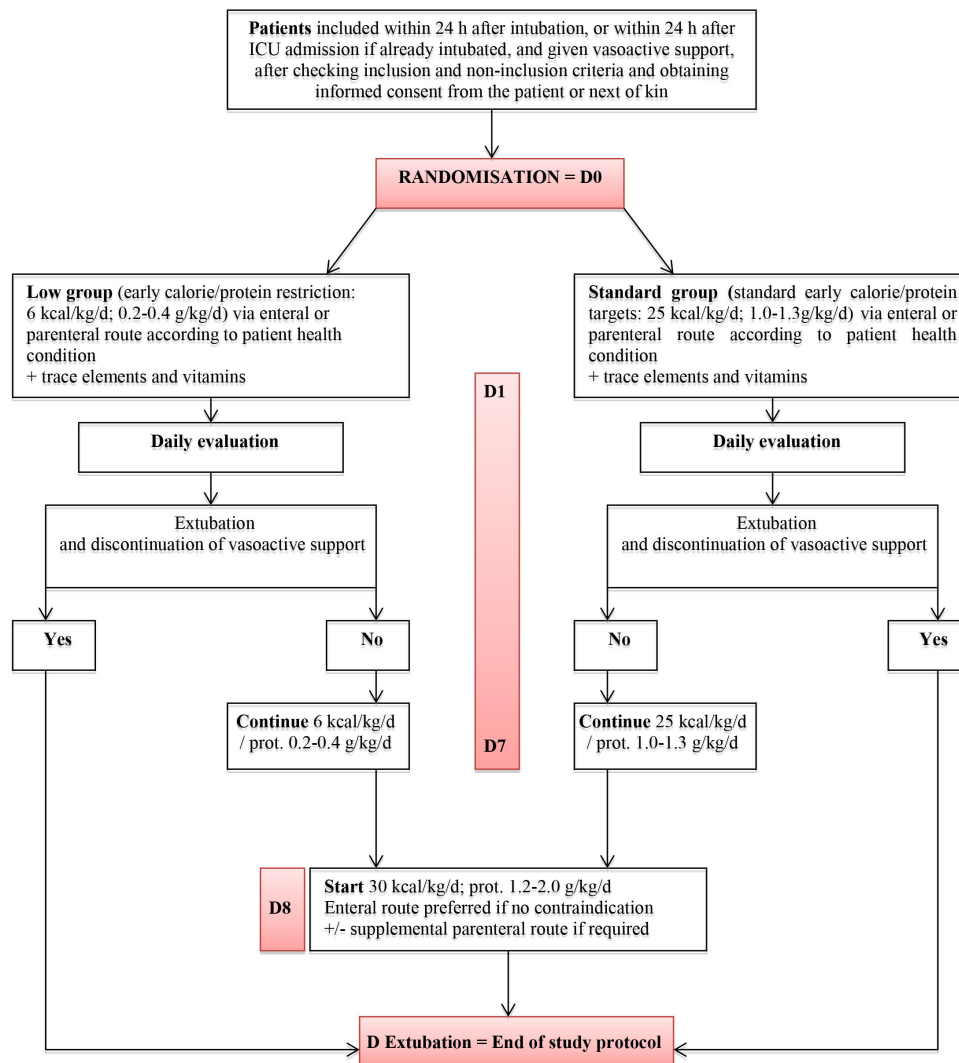 Patients included within 24 h after intubation, or within 24 h after
ICU admission if already intubated, and given vasoactive support,
after checking inclusion and non-inclusion criteria and obtaining
informed consent from the patient or next of kin
RANDOMISATION = D0
Low group (early calorie/protein restriction:
6 kcal/kg/d; 0.2-0.4 g/kg/d) via enteral or
parenteral route according to patient health
condition
+ trace elements and vitamins
Standard group (standard early calorie/protein
targets: 25 kcal/kg/d; 1.0-1.3g/kg/d) via enteral or
parenteral route according to patient health
condition
+ trace elements and vitamins
D1
Daily evaluation
Daily evaluation
Extubation
and discontinuation of vasoactive support
Extubation
and discontinuation of vasoactive support
Yes
No
No
Yes
Continue 6 kcal/kg/d
/ prot. 0.2-0.4 g/kg/d
D7
Continue 25 kcal/kg/d
/ prot. 1.0-1.3 g/kg/d
D8
Start 30 kcal/kg/d; prot. 1.2-2.0 g/kg/d
Enteral route preferred if no contraindication
+/- supplemental parenteral route if required
D Extubation = End of study protocol